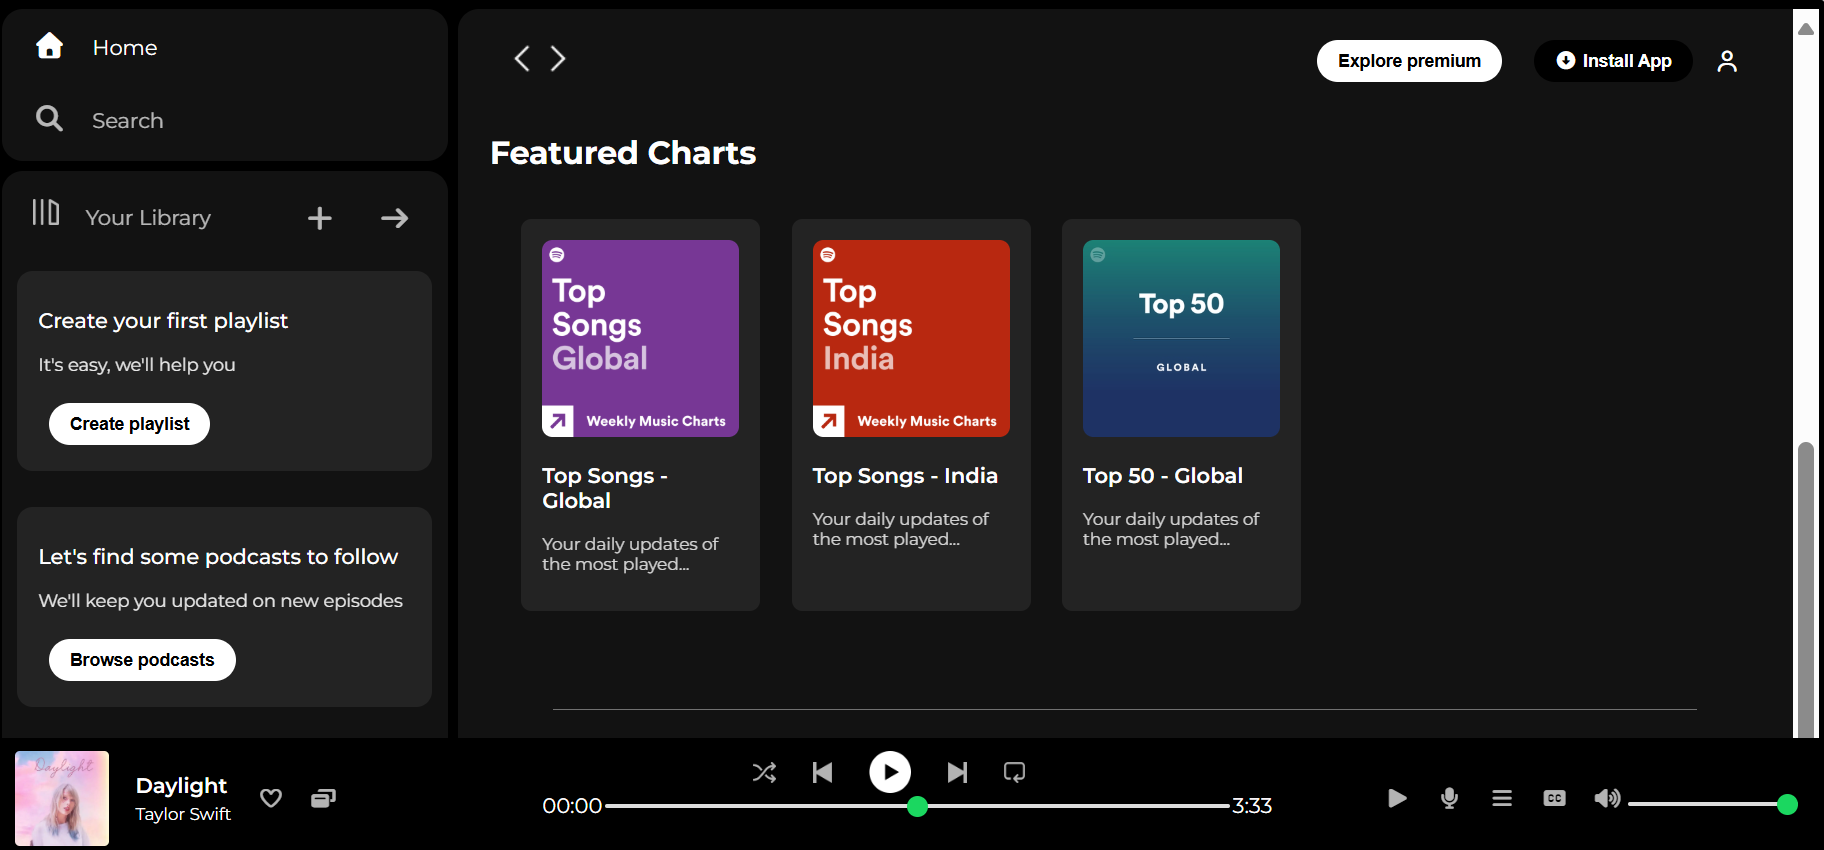 Home
Search
Your Library
Create your first playlist
It's easy, we'll help you
Create playlist
Let's find some podcasts to follow
We'll keep you updated on new episodes
Browse podcasts
Explore premium
Install App
Featured Charts
Top
Songs
Global
Weekly Music Charts
Top Songs -
Global
Your daily updates of
the most played...
Top
Songs
India
Weekly Music Charts
Top Songs - India
Your daily updates of
the most played...
Top 50
GLOBAL
Top 50 - Global
Your daily updates of
the most played...
Daylight
Daylight
Taylor Swift
00:00
3:33
CC